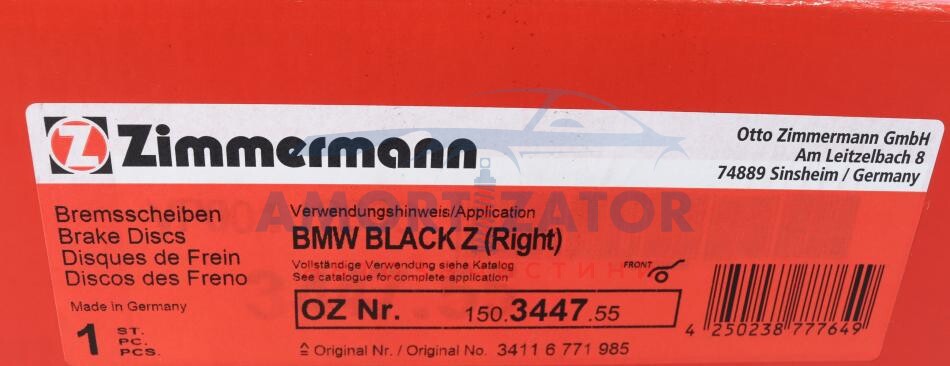 Zimmermann
Otto Zimmermann GmbH
Am Leitzelbach 8
74889 Sinsheim / Germany
AMORTIZATOR
Bremsscheiben
Brake Discs
Disques de Frein
Discos des Freno
Made in Germany
1 ST.
PC.
PCS.
Verwendungshinweis/Application
BMW BLACK Z (Right)
Vollständige Verwendung siehe Katalog
See catalogue for complete application
FRONT
OZ Nr. 150.3447.55
≙ Original Nr. / Original No. 3411 6 771 985
4 250238 777649